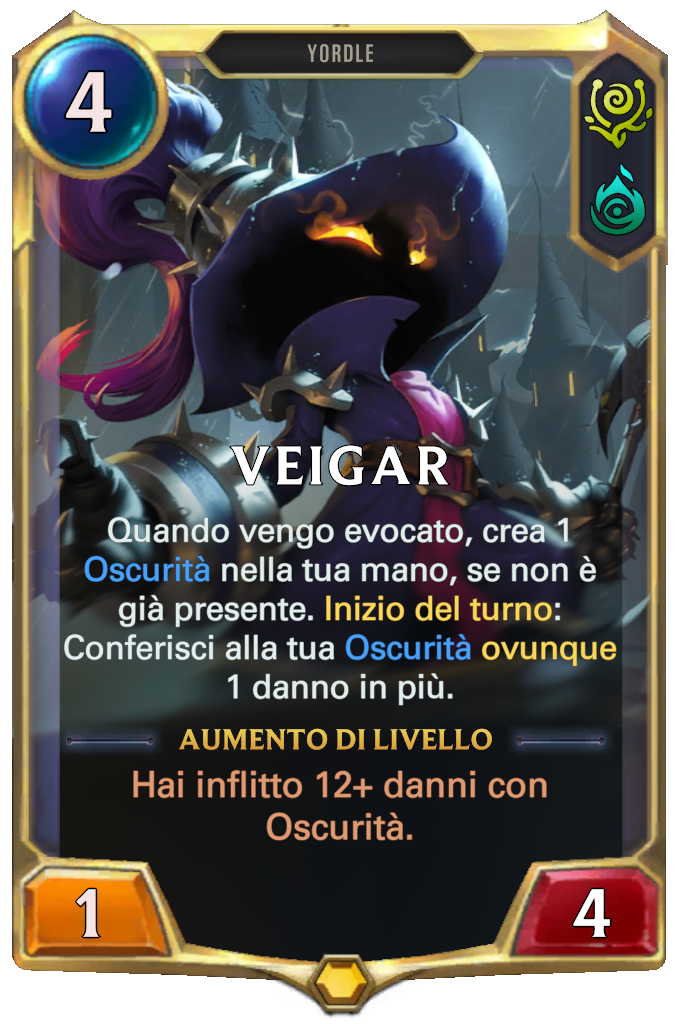 4
YORDLE
VEIGAR
Quando vengo evocato, crea 1
Oscurità nella tua mano, se non è
già presente. Inizio del turno:
Conferisci alla tua Oscurità ovunque
1 danno in più.
AUMENTO DI LIVELLO
Hai inflitto 12+ danni con
Oscurità.
1
4